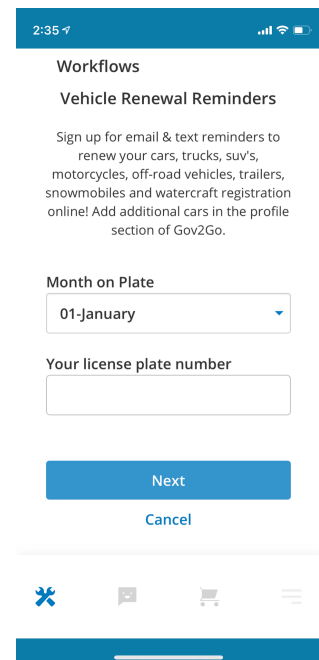 2:35
Workflows
Vehicle Renewal Reminders
Sign up for email & text reminders to
renew your cars, trucks, suv's,
motorcycles, off-road vehicles, trailers,
snowmobiles and watercraft registration
online! Add additional cars in the profile
section of Gov2Go.
Month on Plate
01-January
Your license plate number
Next
Cancel